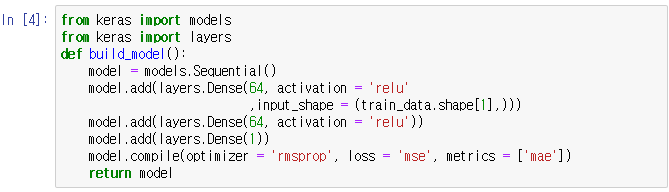 In [4]: from keras import models
from keras import layers
def build_model():
    model = models.Sequential()
    model.add(layers.Dense(64, activation = 'relu'
                           ,input_shape = (train_data.shape[1],)))
    model.add(layers.Dense(64, activation = 'relu'))
    model.add(layers.Dense(1))
    model.compile(optimizer = 'rmsprop', loss = 'mse', metrics = ['mae'])
    return model